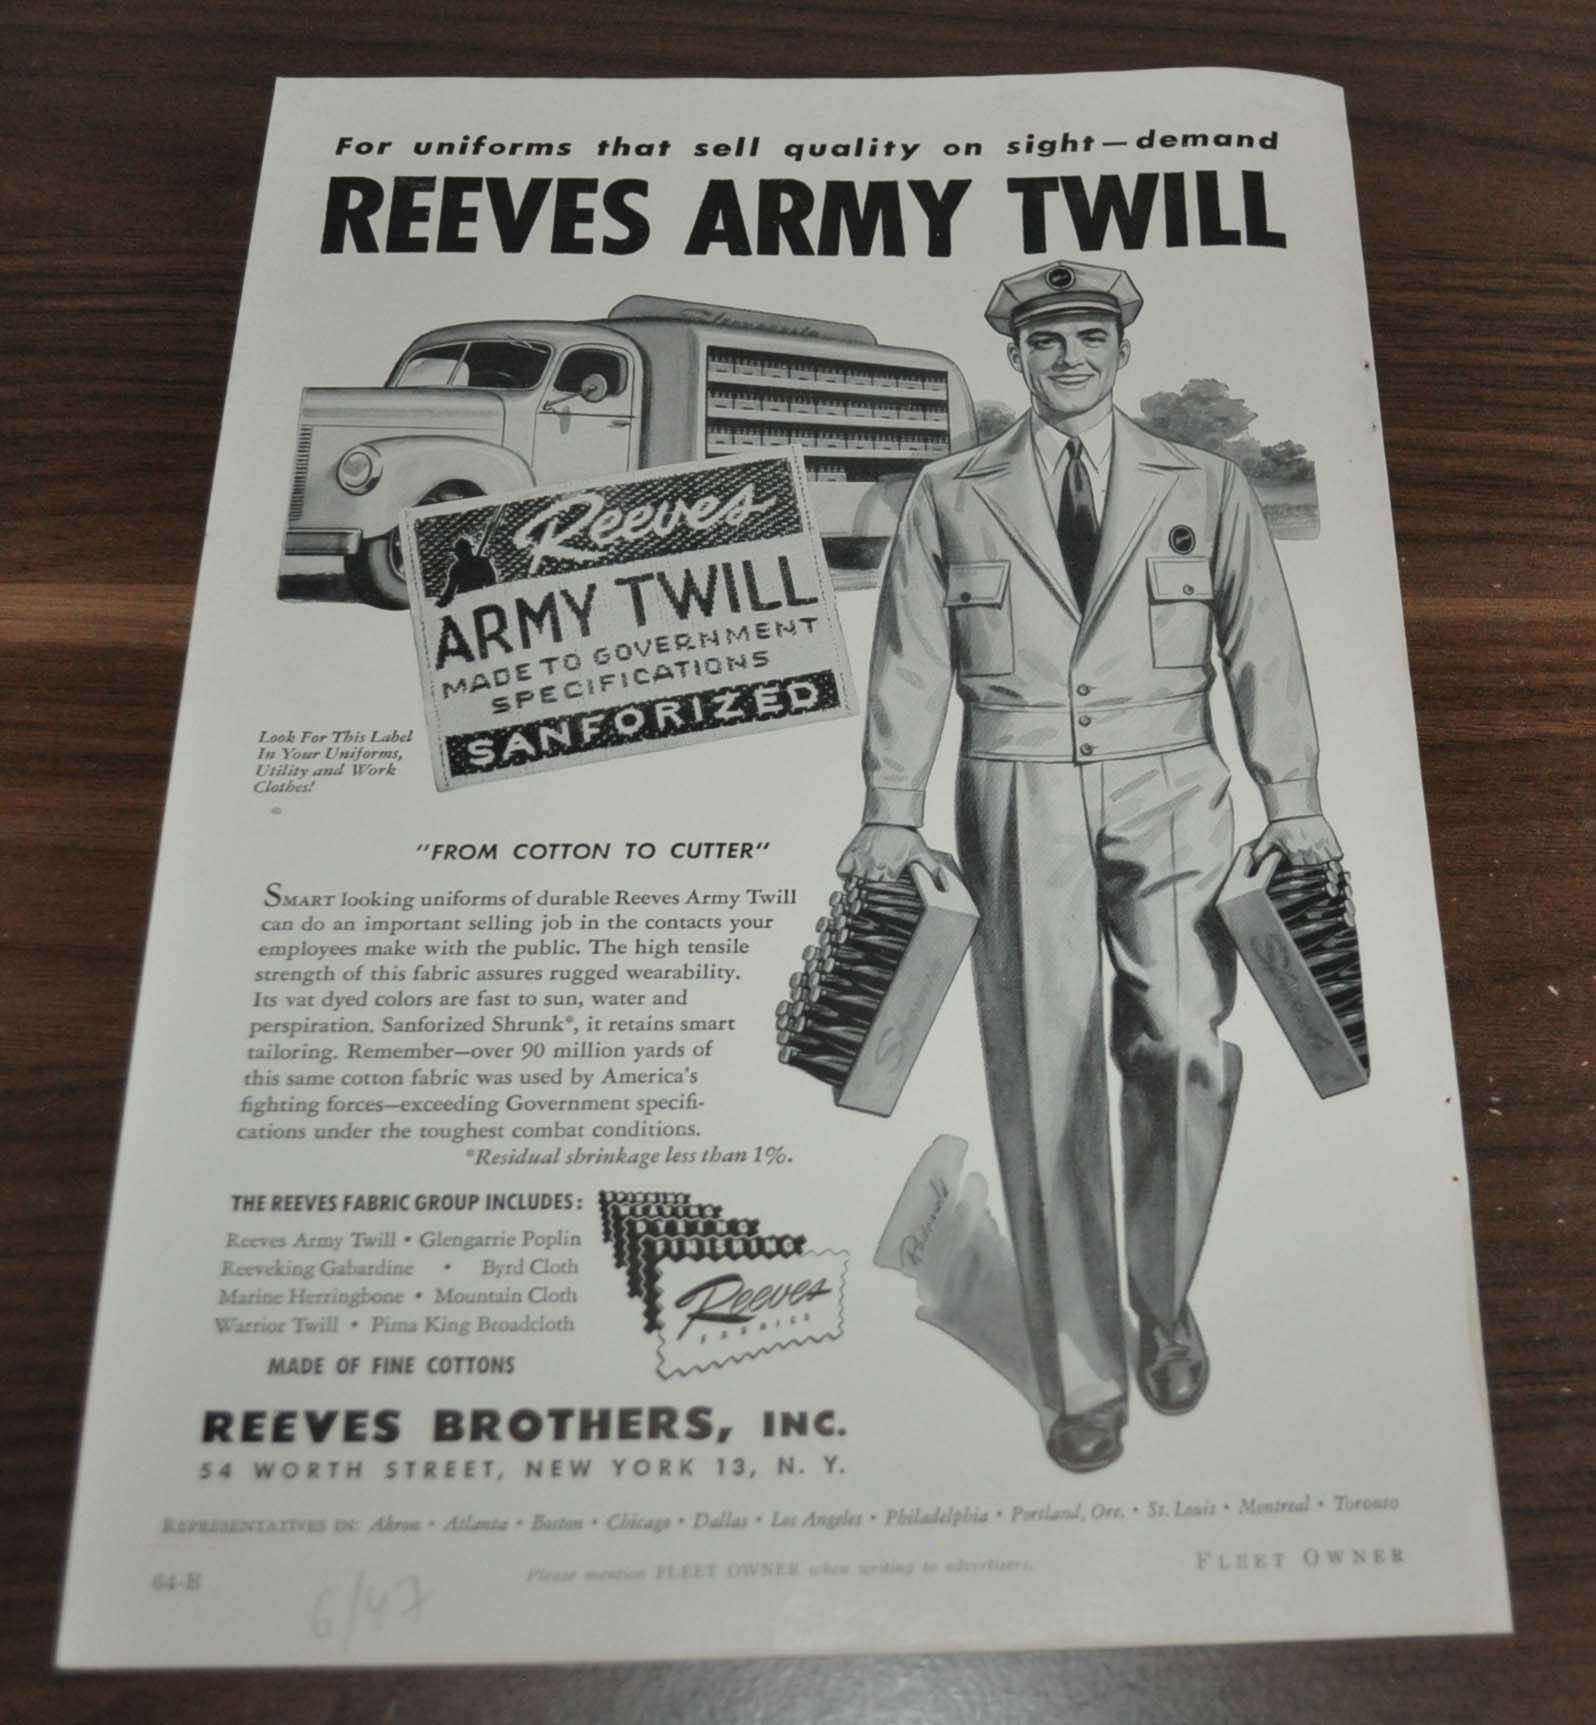 For uniforms that sell quality on sight—demand
REEVES ARMY TWILL
Reeves
ARMY TWILL
MADE TO GOVERNMENT
SPECIFICATIONS
SANFORIZED
Look For This Label
In Your Uniforms,
Utility and Work
Clothes!
"FROM COTTON TO CUTTER"
SMART looking uniforms of durable Reeves Army Twill
can do an important selling job in the contacts your
employees make with the public. The high tensile
strength of this fabric assures rugged wearability.
Its vat dyed colors are fast to sun, water and
perspiration. Sanforized Shrunk*, it retains smart
tailoring. Remember—over 90 million yards of
this same cotton fabric was used by America's
fighting forces—exceeding Government specifi-
cations under the toughest combat conditions.
*Residual shrinkage less than 1%.
THE REEVES FABRIC GROUP INCLUDES:
Reeves Army Twill • Glengarrie Poplin
Reeveking Gabardine • Byrd Cloth
Marine Herringbone • Mountain Cloth
Warrior Twill • Pima King Broadcloth
MADE OF FINE COTTONS
DYEING
FINISHING
Reeves
FABRICS
REEVES BROTHERS, INC.
54 WORTH STREET, NEW YORK 13, N. Y.
REPRESENTATIVES IN: Akron • Atlanta • Boston • Chicago • Dallas • Los Angeles • Philadelphia • Portland, Ore. • St. Louis • Montreal • Toronto
64-B
Please mention FLEET OWNER when writing to advertisers.
FLEET OWNER
6/47